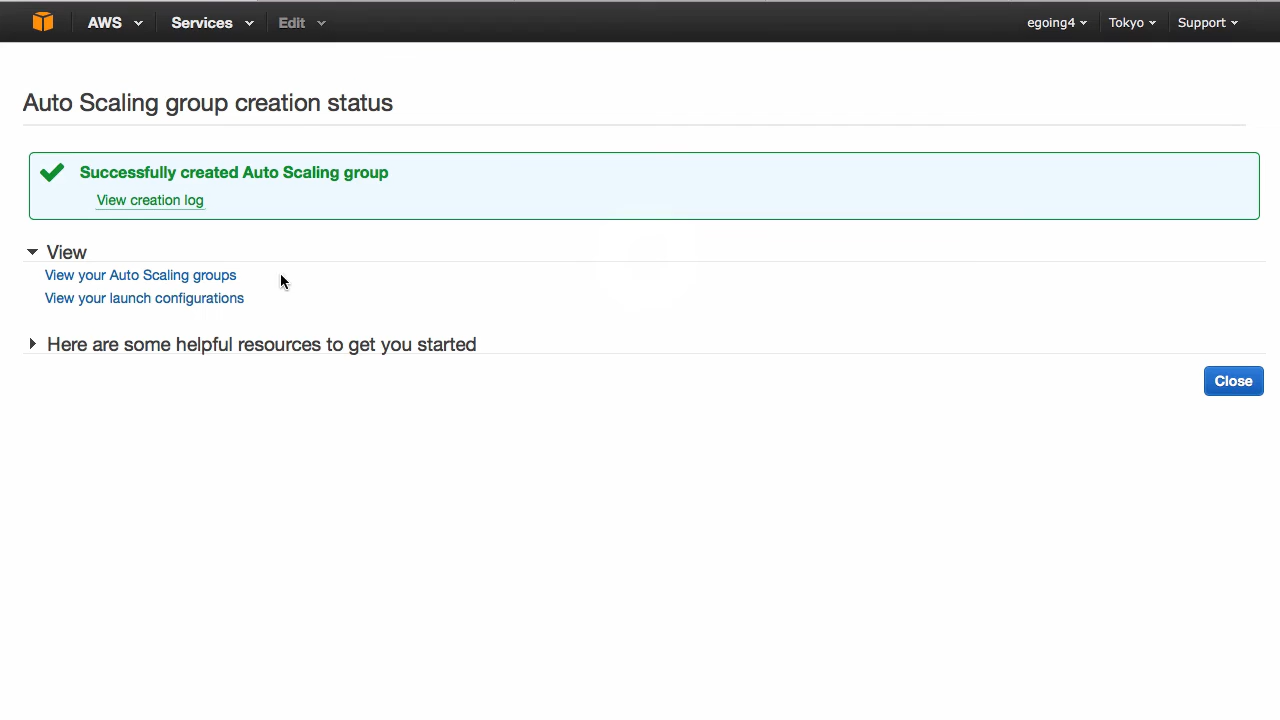 AWS Services Edit egoing4 Tokyo Support
Auto Scaling group creation status
Successfully created Auto Scaling group
View creation log
View
View your Auto Scaling groups
View your launch configurations
Here are some helpful resources to get you started
Close